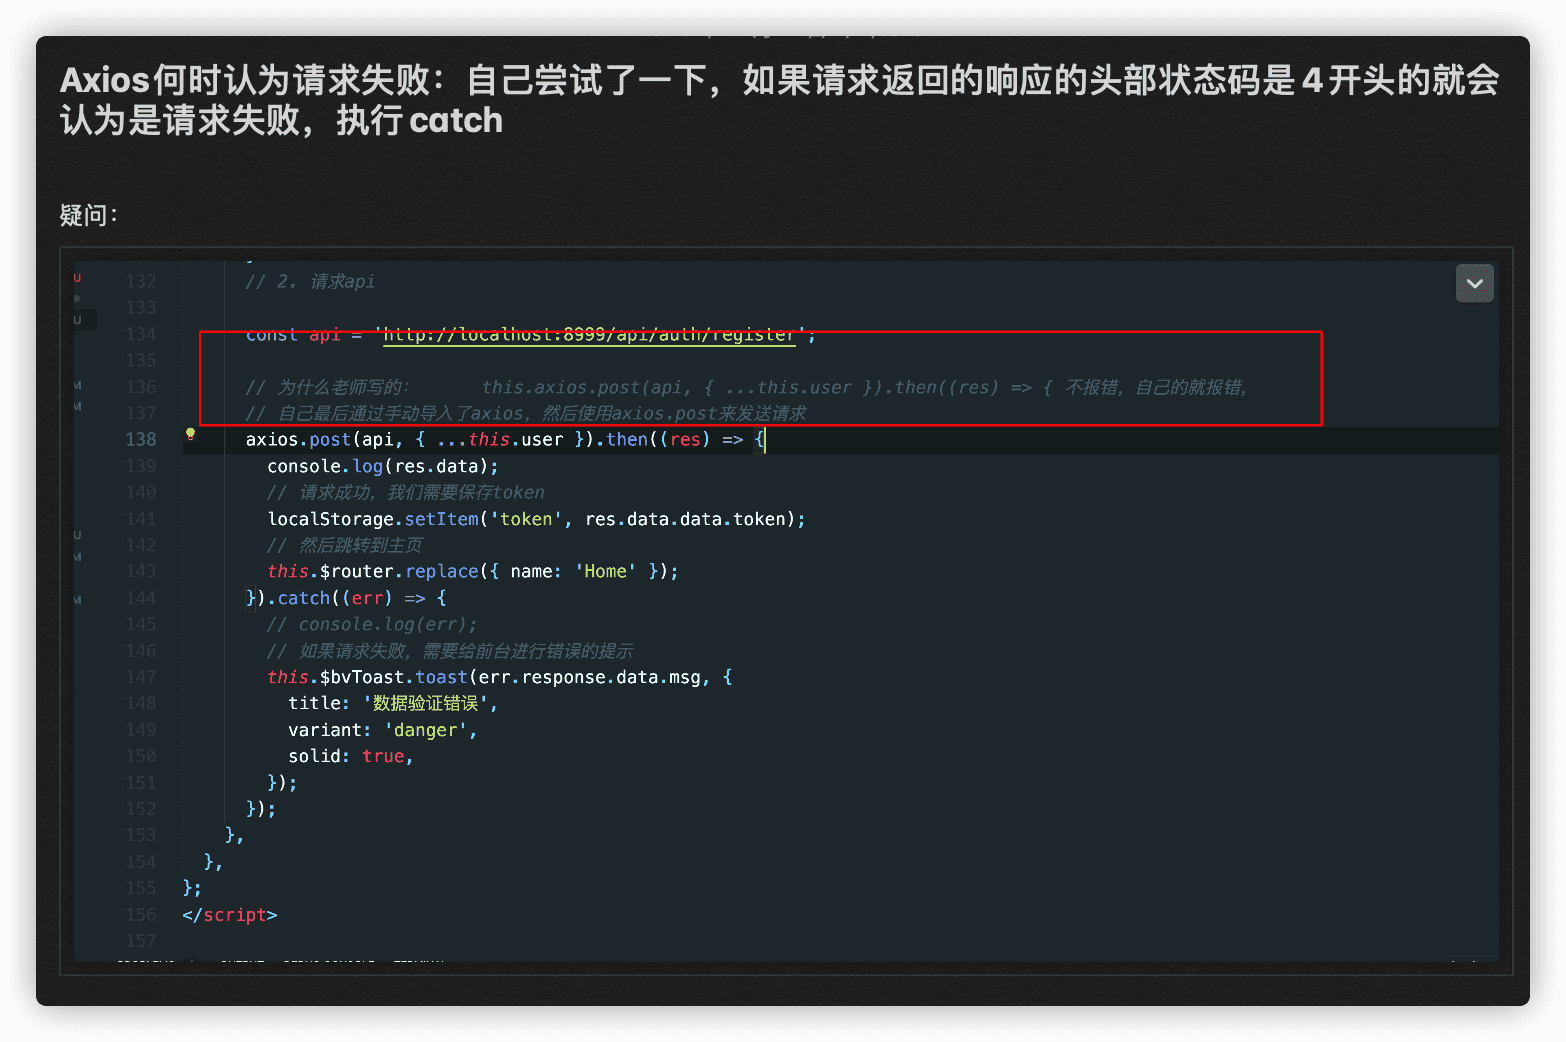 Axios何时认为请求失败：自己尝试了一下，如果请求返回的响应的头部状态码是4开头的就会
认为是请求失败，执行catch
疑问：
U
132 // 2. 请求api
133
U
134 const api = 'http://localhost:8999/api/auth/register';
135
M
136 // 为什么老师写的： this.axios.post(api, { ...this.user }).then((res) => { 不报错，自己的就报错，
M
137 // 自己最后通过手动导入了axios，然后使用axios.post来发送请求
138 axios.post(api, { ...this.user }).then((res) => {
139 console.log(res.data);
140 // 请求成功，我们需要保存token
141 localStorage.setItem('token', res.data.data.token);
U
142 // 然后跳转到主页
M
143 this.$router.replace({ name: 'Home' });
M
144 }).catch((err) => {
145 // console.log(err);
146 // 如果请求失败，需要给前台进行错误的提示
147 this.$bvToast.toast(err.response.data.msg, {
148 title: '数据验证错误',
149 variant: 'danger',
150 solid: true,
151 });
152 });
153 },
154 },
155 };
156 </script>
157